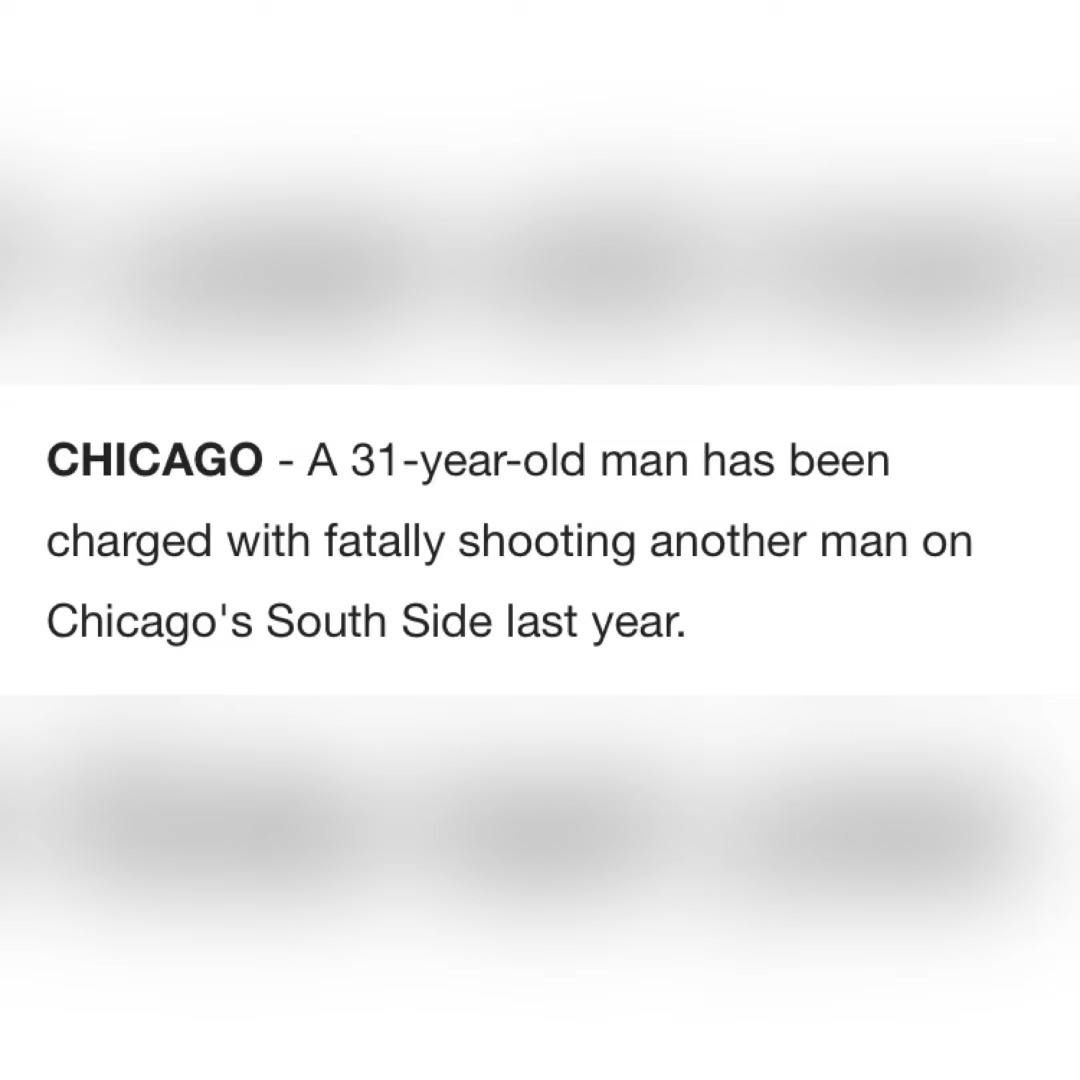 CHICAGO - A 31-year-old man has been
charged with fatally shooting another man on
Chicago's South Side last year.